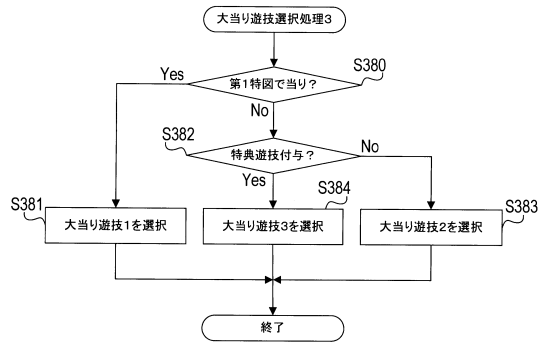 大当り遊技選択処理3
S380
第1特図で当り？
Yes
No
S382
特典遊技付与？
No
Yes
S381
大当り遊技1を選択
S384
大当り遊技3を選択
S383
大当り遊技2を選択
終了